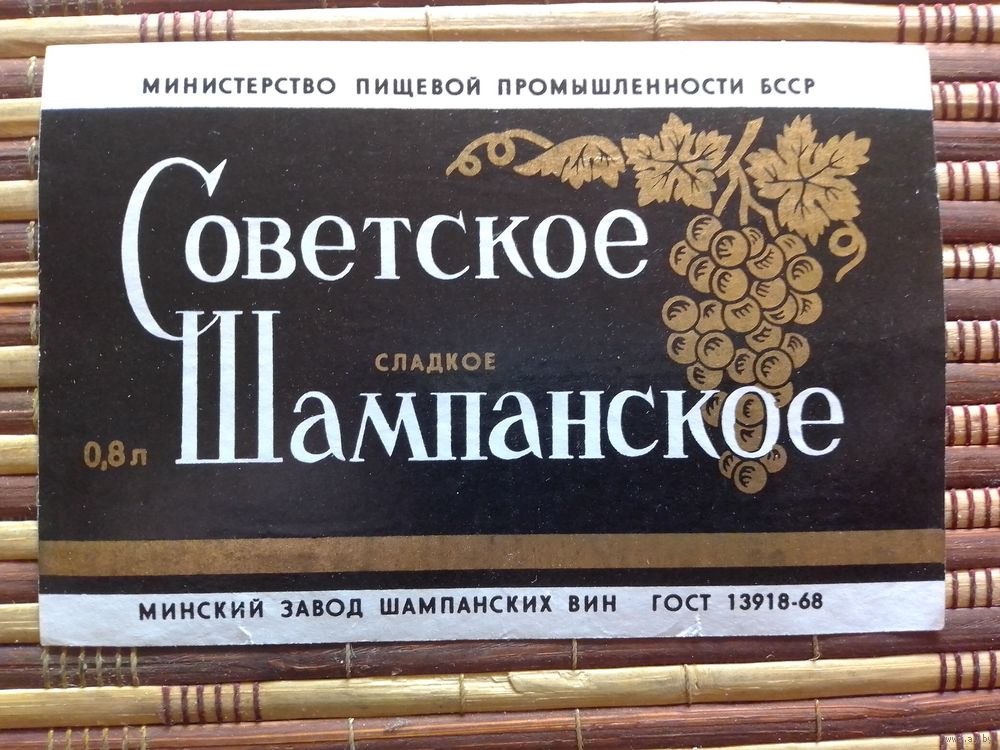 МИНИСТЕРСТВО ПИЩЕВОЙ ПРОМЫШЛЕННОСТИ БССР
Советское
сладкое
Шампанское
0,8 л
МИНСКИЙ ЗАВОД ШАМПАНСКИХ ВИН ГОСТ 13918-68